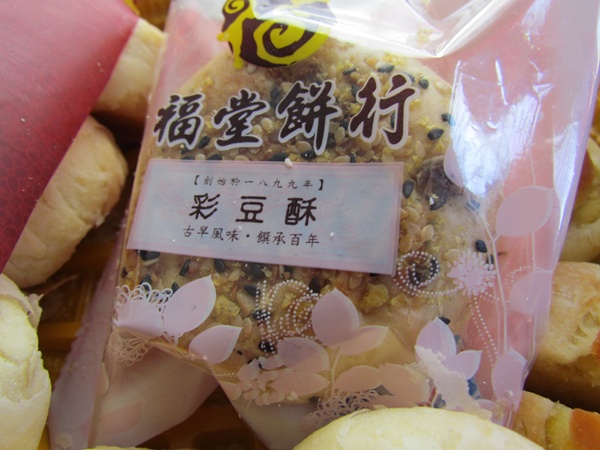 福堂餅行
【創始於一八九九年】
彩豆酥
古早風味·饌承百年